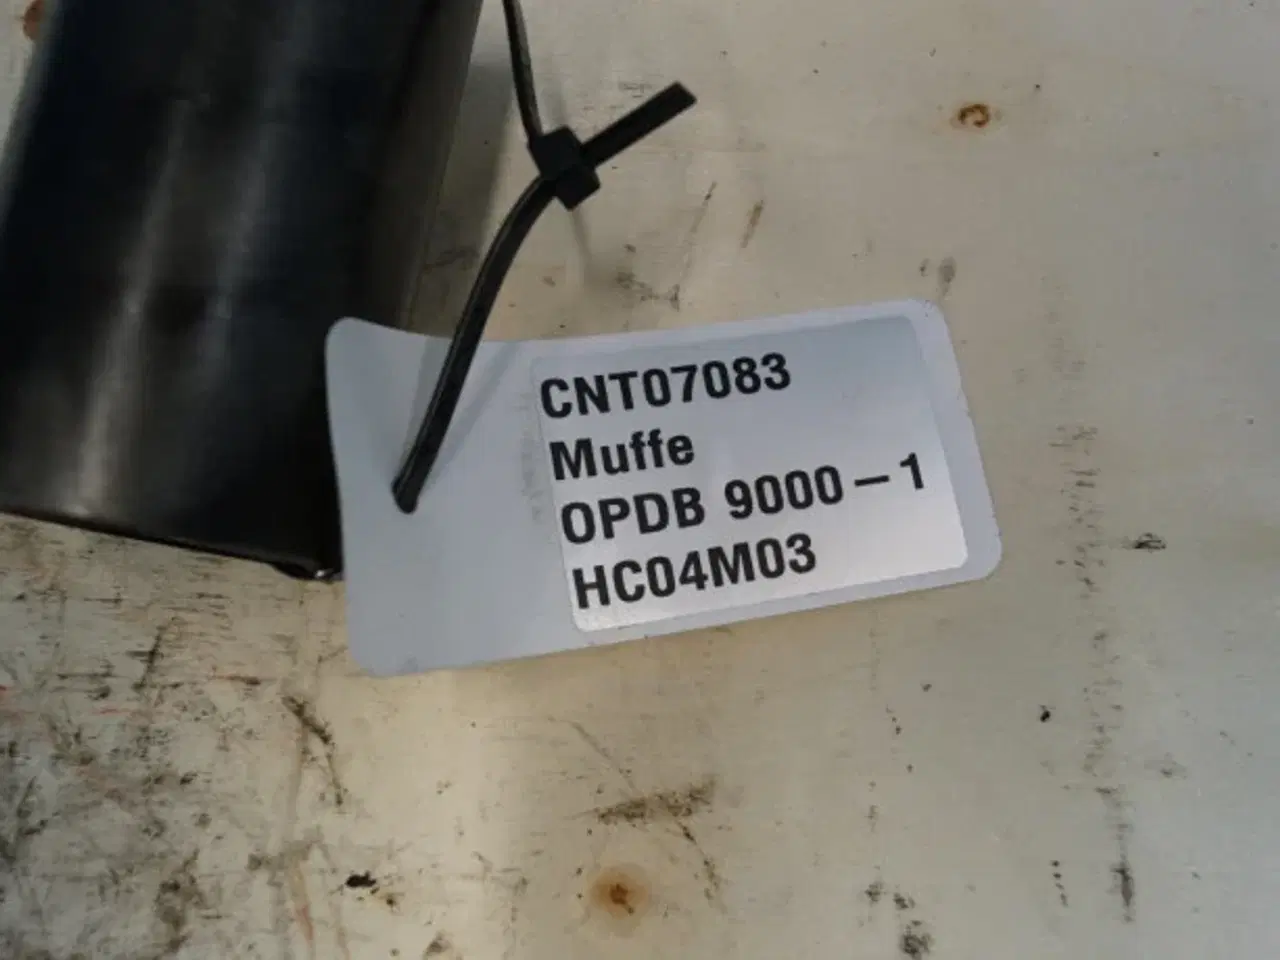 CNT07083
Muffe
OPDB 9000-1
HC04M03